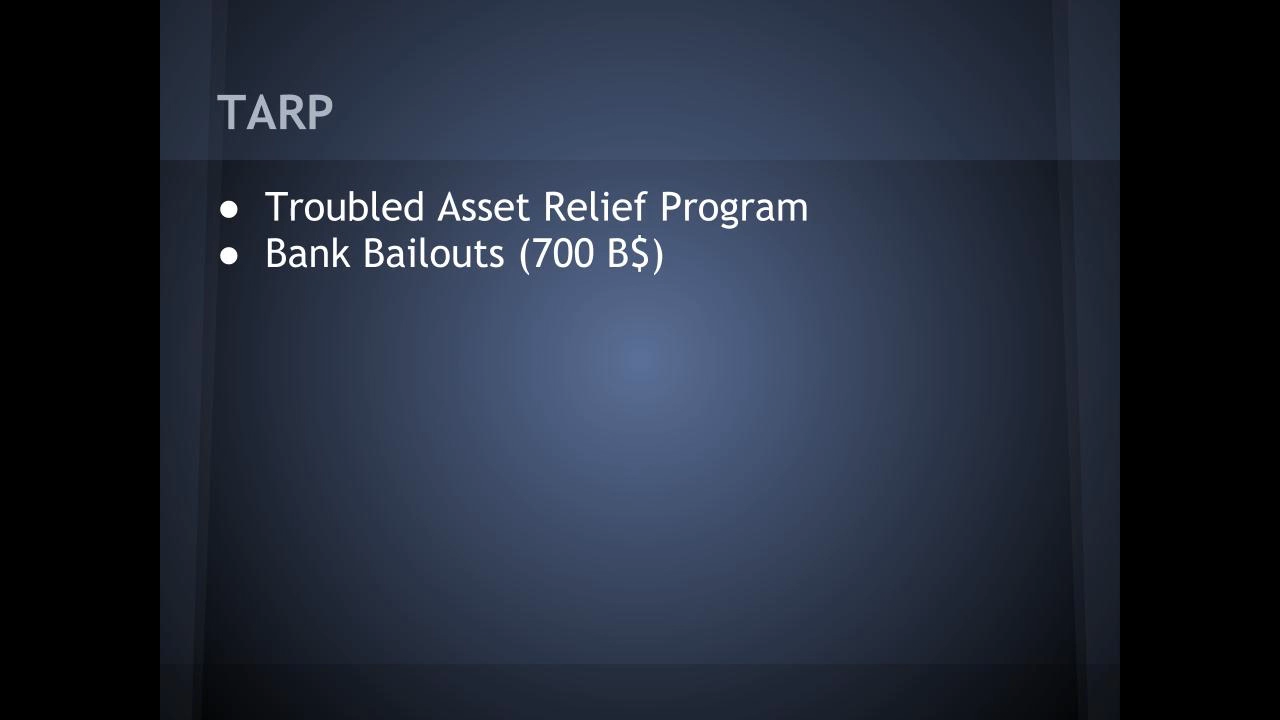 TARP
● Troubled Asset Relief Program
● Bank Bailouts (700 B$)